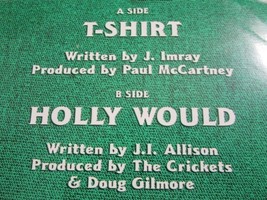 A SIDE
T-SHIRT
Written by J. Imray
Produced by Paul McCartney
B SIDE
HOLLY WOULD
Written by J.I. Allison
Produced by The Crickets
& Doug Gilmore